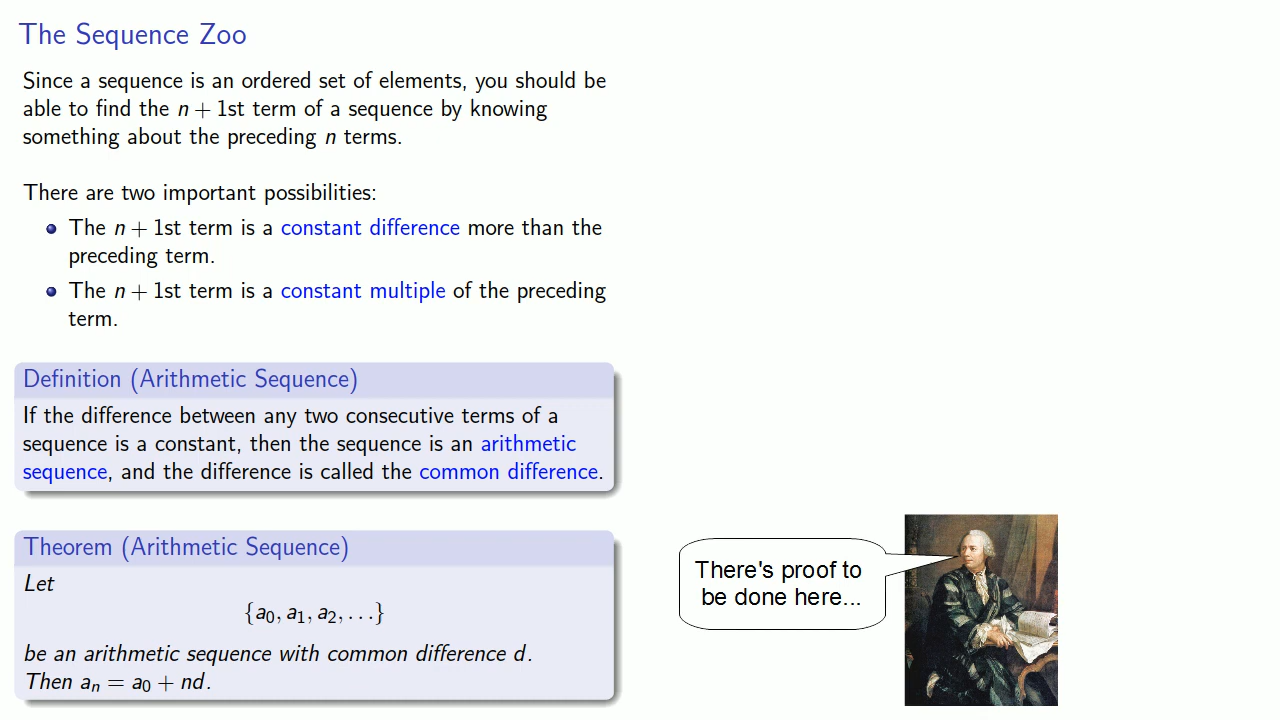 The Sequence Zoo
Since a sequence is an ordered set of elements, you should be
able to find the n + 1st term of a sequence by knowing
something about the preceding n terms.
There are two important possibilities:
The n + 1st term is a constant difference more than the
preceding term.
The n + 1st term is a constant multiple of the preceding
term.
Definition (Arithmetic Sequence)
If the difference between any two consecutive terms of a
sequence is a constant, then the sequence is an arithmetic
sequence, and the difference is called the common difference.
Theorem (Arithmetic Sequence)
Let
{a₀, a₁, a₂, . . .}
be an arithmetic sequence with common difference d.
Then aₙ = a₀ + nd.
There's proof to
be done here...